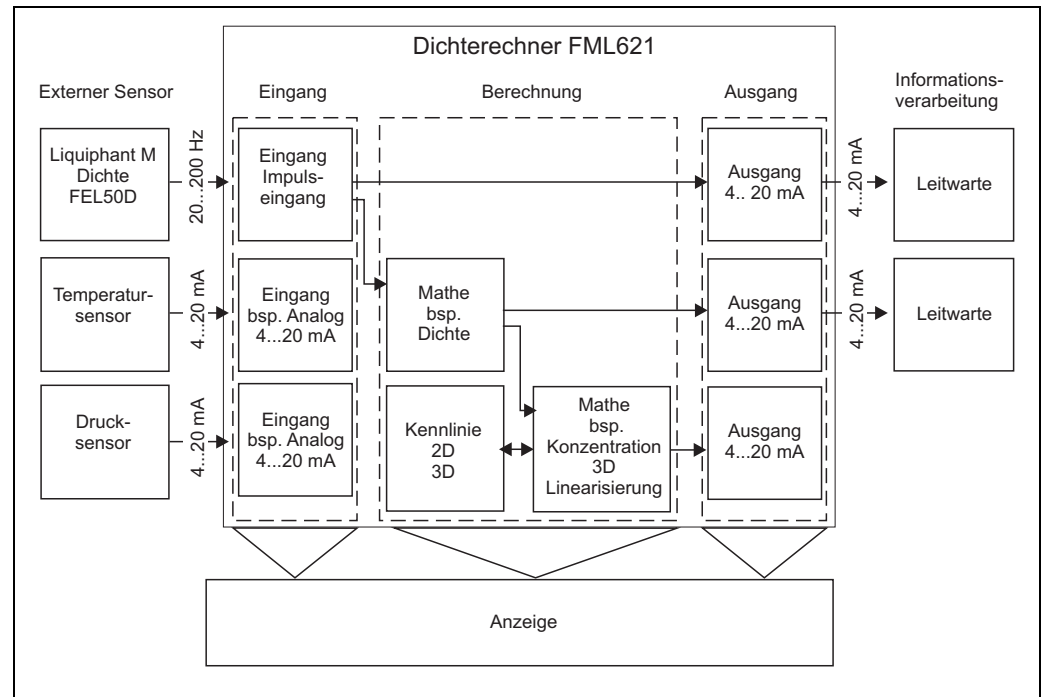 Dichterechner FML621
Externer Sensor
Eingang
Berechnung
Ausgang
Informations-
verarbeitung
Liquiphant M
Dichte
FEL50D
20...200 Hz
Eingang
Impuls-
eingang
Ausgang
4.. 20 mA
4...20 mA
Leitwarte
Temperatur-
sensor
4...20 mA
Eingang
bsp. Analog
4...20 mA
Mathe
bsp.
Dichte
Ausgang
4...20 mA
4...20 mA
Leitwarte
Druck-
sensor
4...20 mA
Eingang
bsp. Analog
4...20 mA
Kennlinie
2D
3D
Mathe
bsp.
Konzentration
3D
Linearisierung
Ausgang
4...20 mA
Anzeige